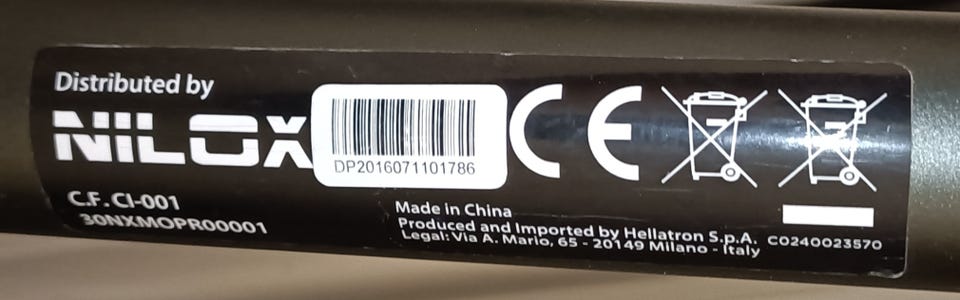 Distributed by
NILOX
DP2016071101786
CE
C.F. CI-001
30NXMOPR00001
Made in China
Produced and Imported by Hellatron S.p.A.
Legal: Via A. Mario, 65 - 20149 Milano - Italy
C0240023570